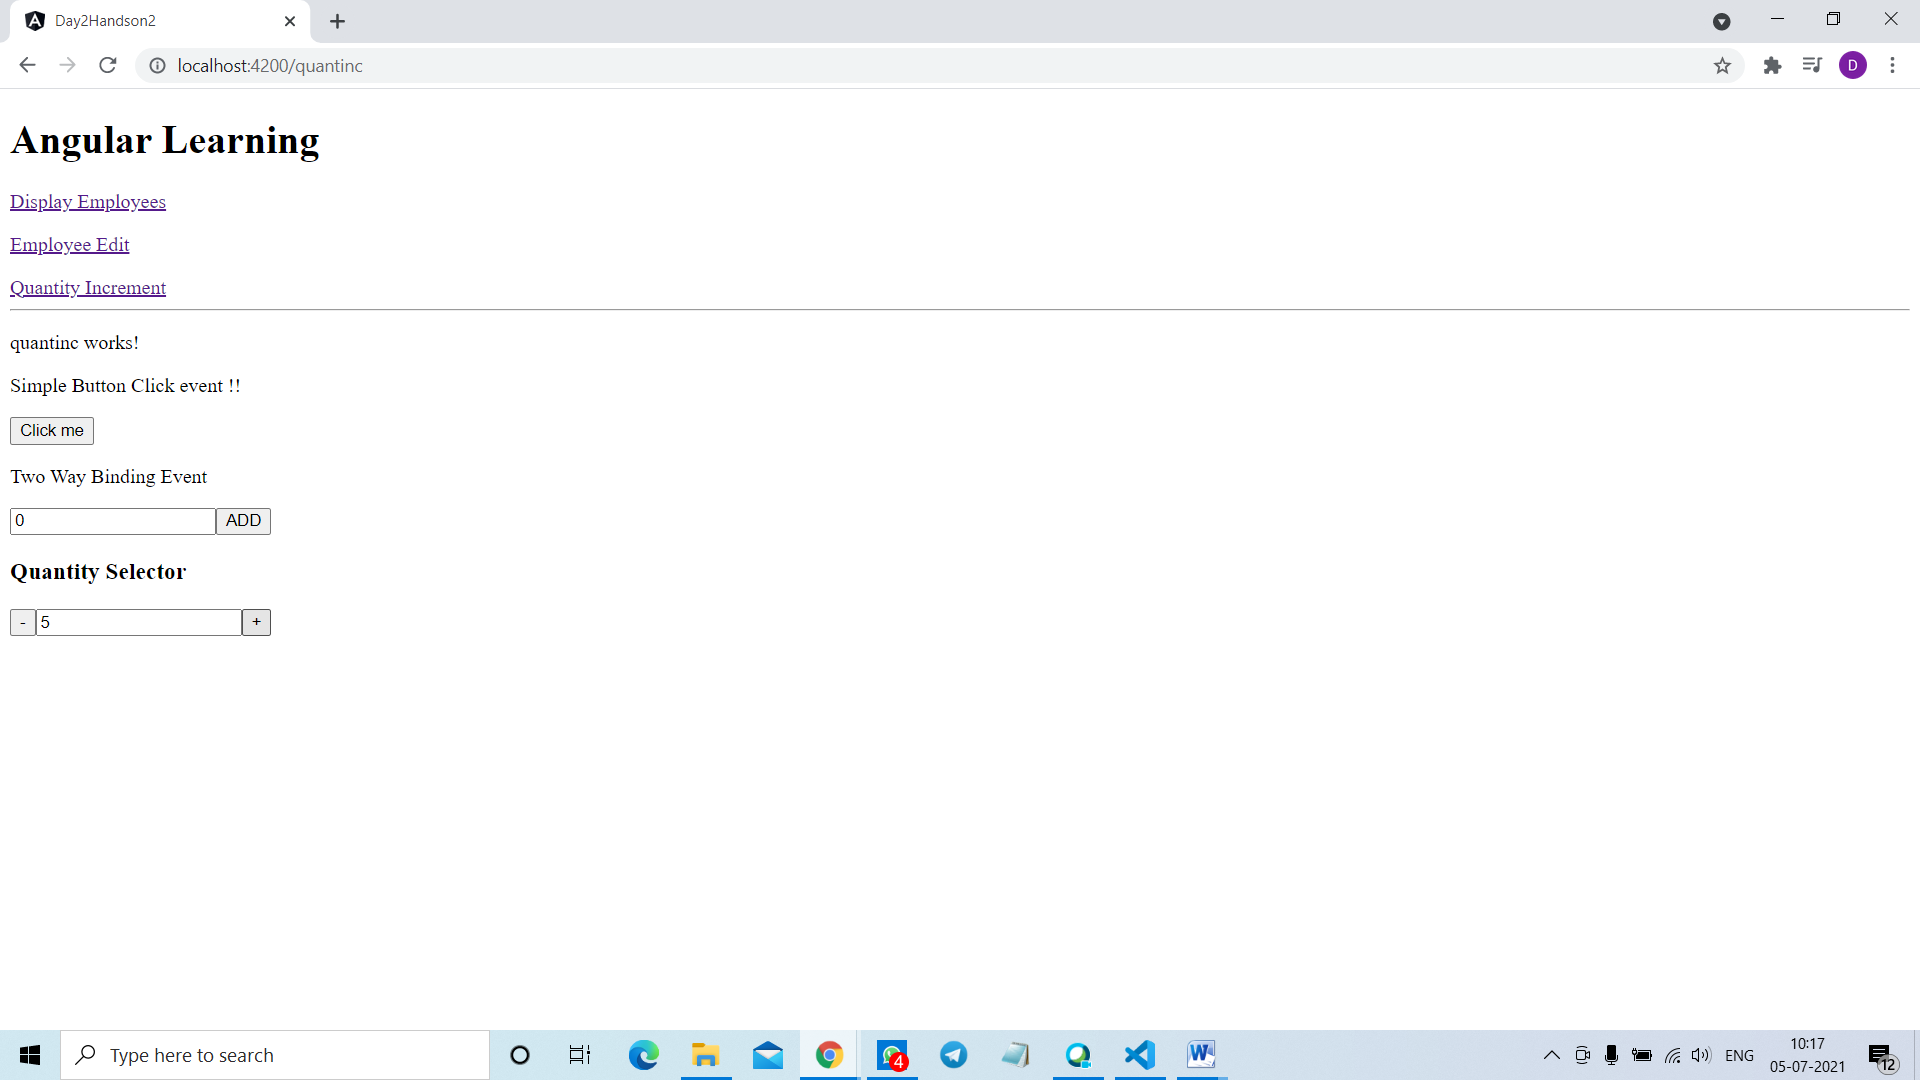 Day2Handson2
localhost:4200/quantinc
D
Angular Learning
Display Employees
Employee Edit
Quantity Increment
quantinc works!
Simple Button Click event !!
Click me
Two Way Binding Event
0 ADD
Quantity Selector
- 5 +
Type here to search
4
W
ENG
10:17
05-07-2021
12